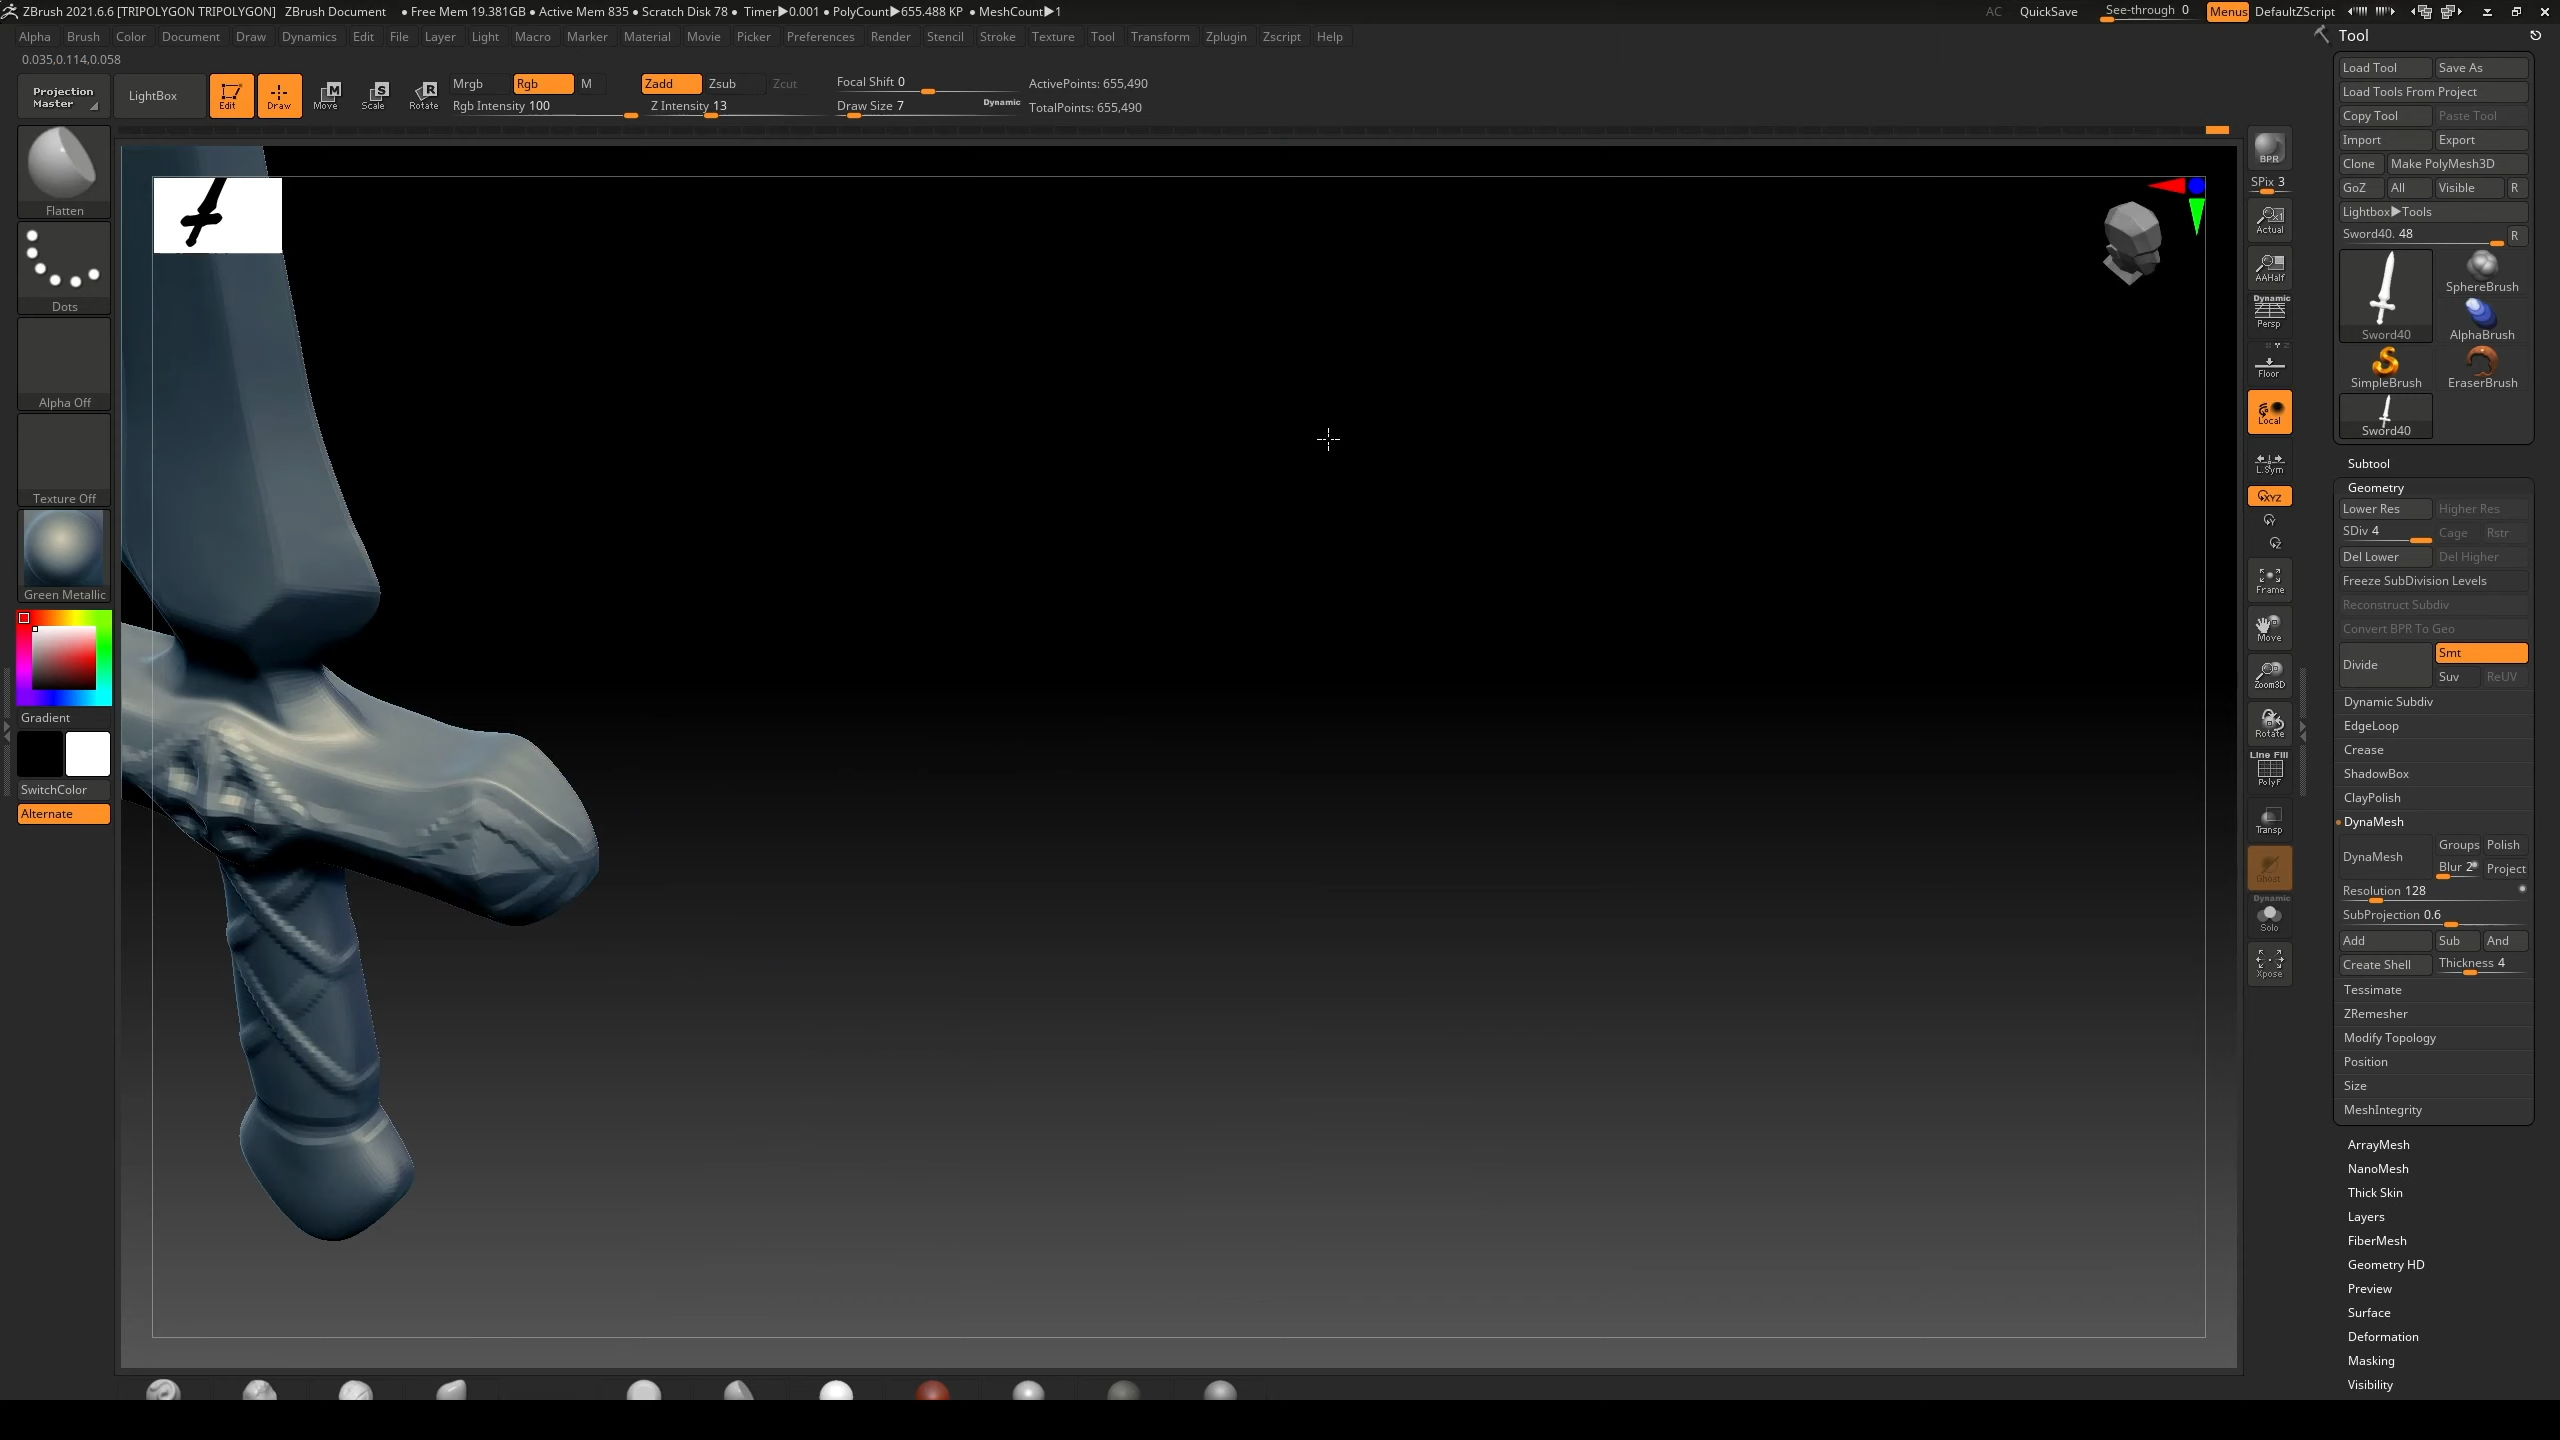 ZBrush 2021.6.6 [TRIPOLYGON TRIPOLYGON] ZBrush Document ● Free Mem 19.381GB ● Active Mem 835 ● Scratch Disk 78 ● Timer▶0.001 ● PolyCount▶655.488 KP ● MeshCount▶1 AC QuickSave See-through 0 Menus DefaultZScript
Alpha Brush Color Document Draw Dynamics Edit File Layer Light Macro Marker Material Movie Picker Preferences Render Stencil Stroke Texture Tool Transform Zplugin Zscript Help
0.035,0.114,0.058
Projection Master
LightBox
Edit
Draw
Move
Scale
Rotate
Mrgb Rgb M
Rgb Intensity 100
Zadd Zsub Zcut
Z Intensity 13
Focal Shift 0
Draw Size 7
Dynamic
ActivePoints: 655,490
TotalPoints: 655,490
Flatten
Dots
Alpha Off
Texture Off
Green Metallic
Gradient
SwitchColor
Alternate
BPR
SPix 3
Actual
AAHalf
Dynamic
Persp
Floor
Local
L.Sym
XYZ
Y
Z
Frame
Move
Zoom3D
Rotate
Line Fill
PolyF
Transp
Ghost
Dynamic
Solo
Xpose
Tool
Load Tool Save As
Load Tools From Project
Copy Tool Paste Tool
Import Export
Clone Make PolyMesh3D
GoZ All Visible R
Lightbox▶Tools
Sword40. 48 R
Sword40
SphereBrush
AlphaBrush
SimpleBrush
EraserBrush
Sword40
Subtool
Geometry
Lower Res Higher Res
SDiv 4 Cage Rstr
Del Lower Del Higher
Freeze SubDivision Levels
Reconstruct Subdiv
Convert BPR To Geo
Divide Smt
Suv ReUV
Dynamic Subdiv
EdgeLoop
Crease
ShadowBox
ClayPolish
DynaMesh
DynaMesh Groups Polish
Blur 2 Project
Resolution 128
SubProjection 0.6
Add Sub And
Create Shell Thickness 4
Tessimate
ZRemesher
Modify Topology
Position
Size
MeshIntegrity
ArrayMesh
NanoMesh
Thick Skin
Layers
FiberMesh
Geometry HD
Preview
Surface
Deformation
Masking
Visibility